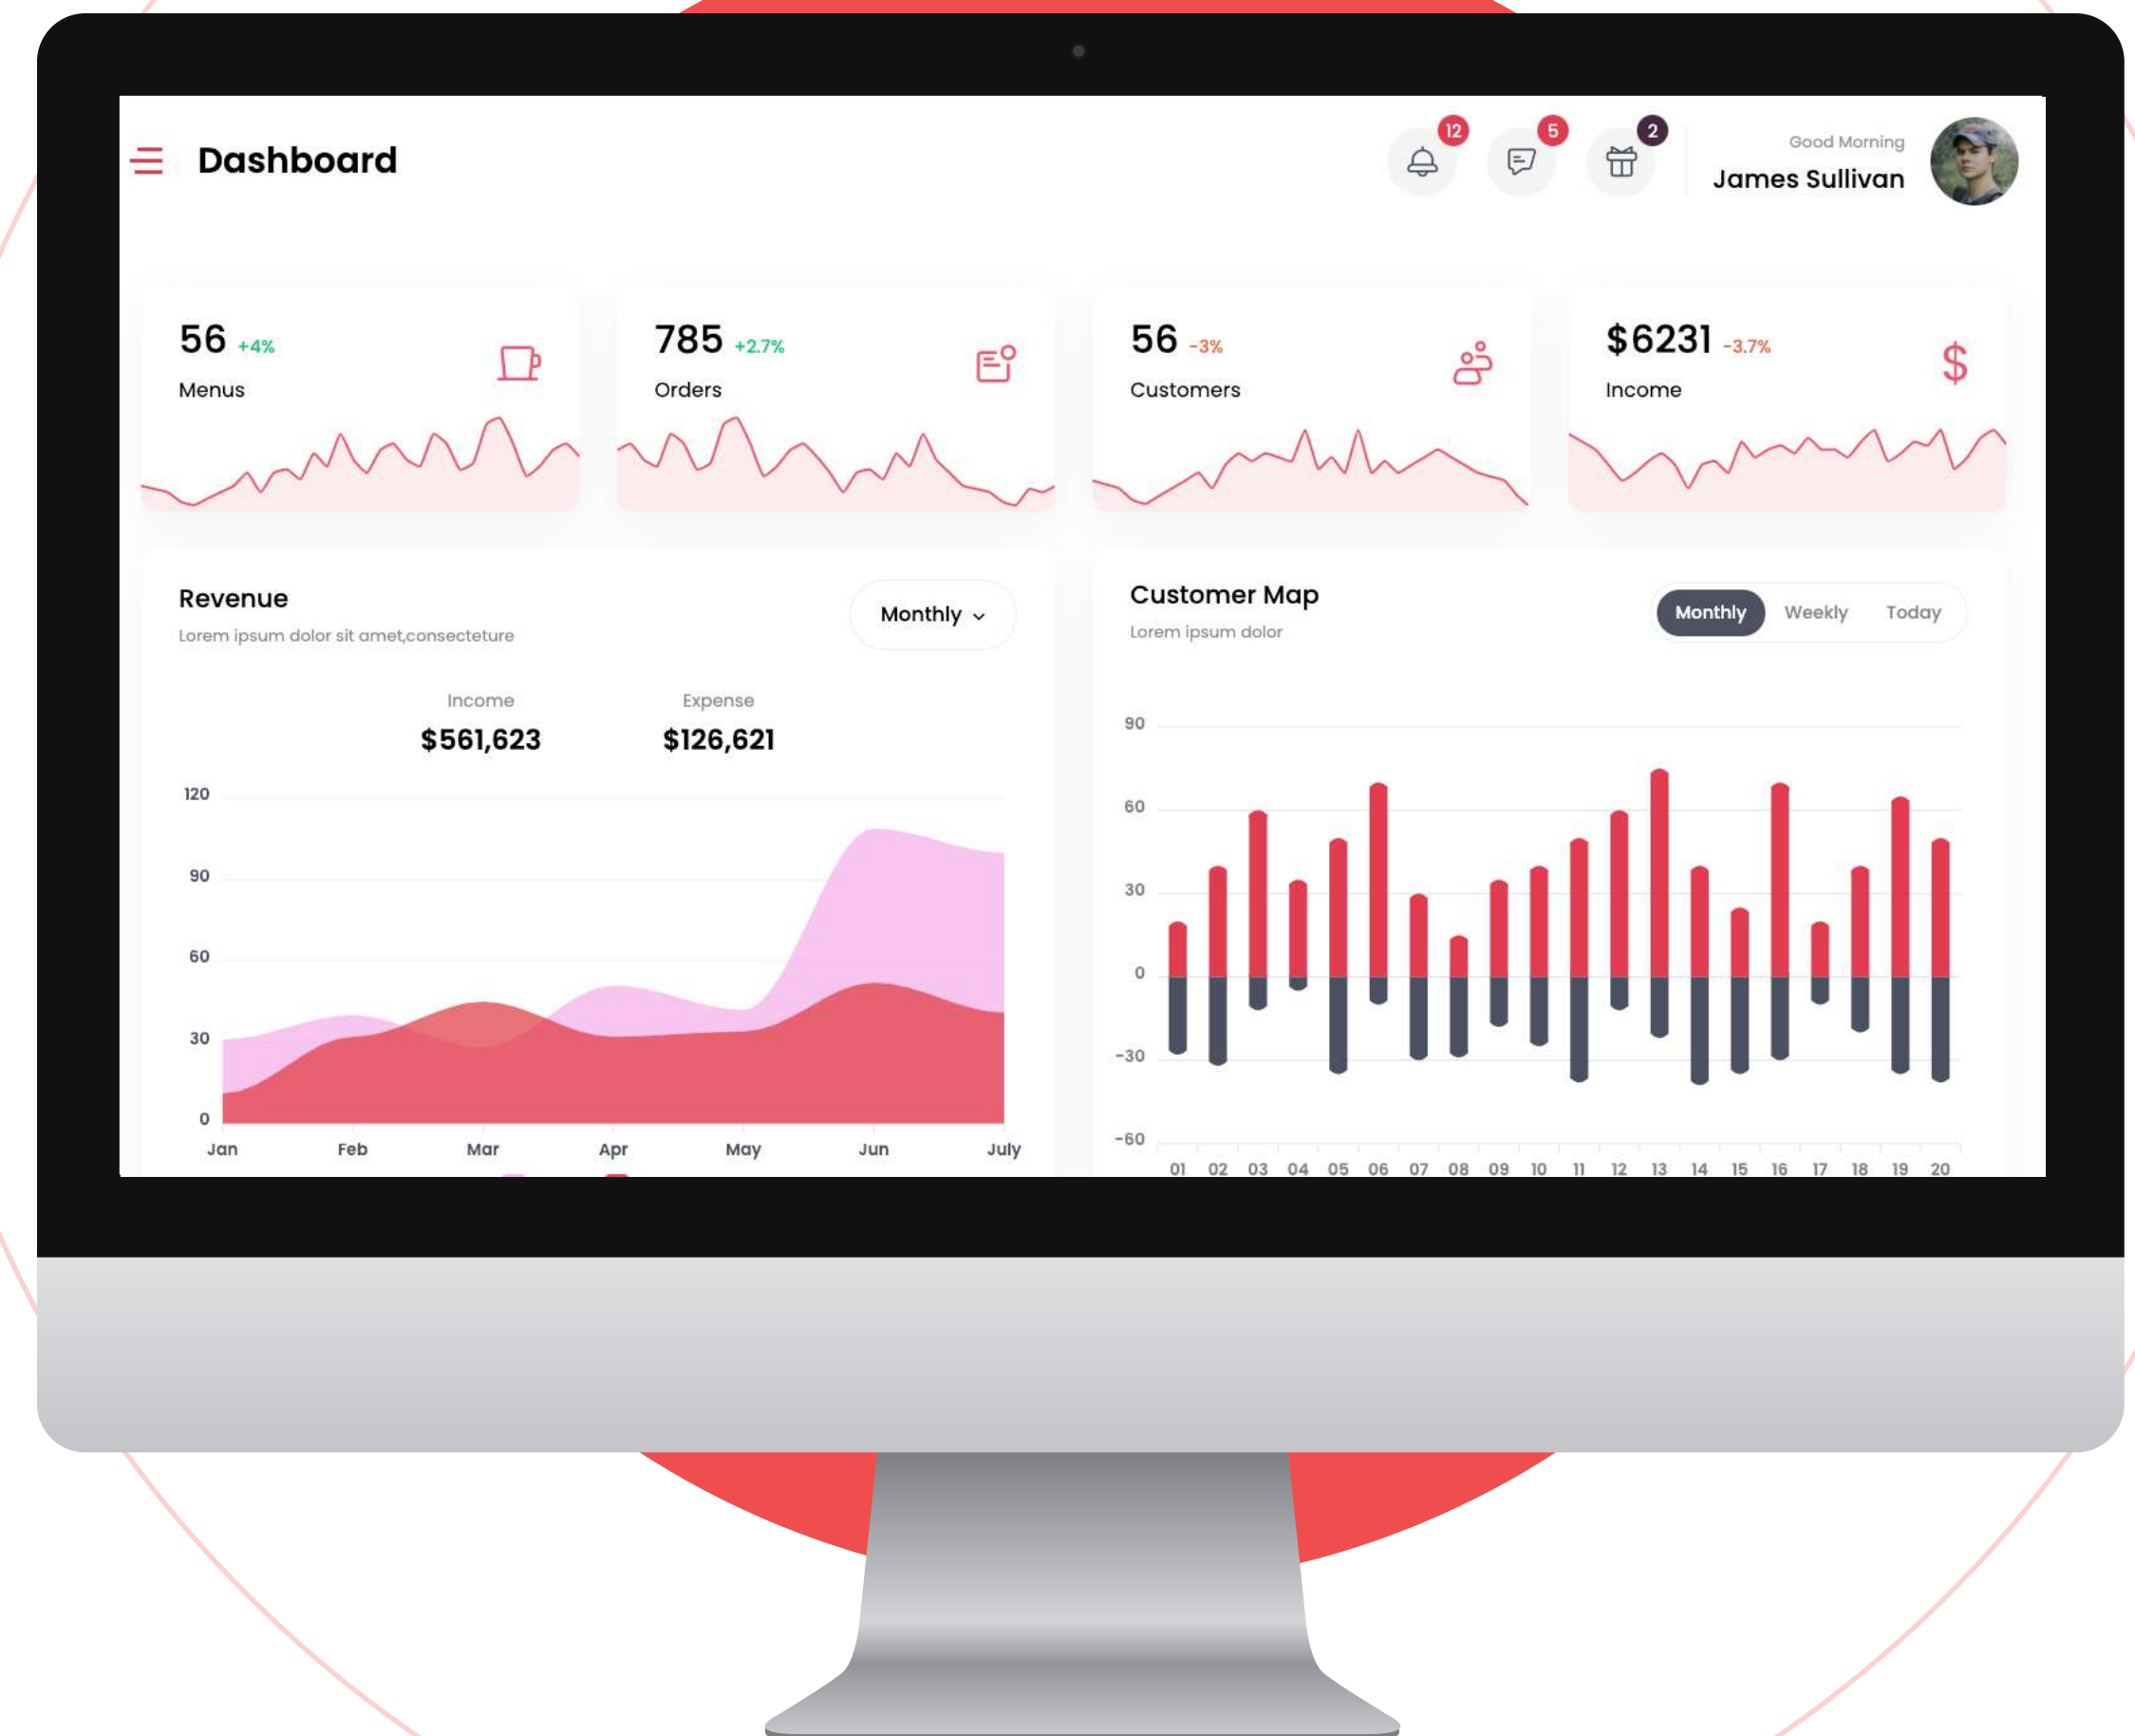 Dashboard
12
5
2
Good Morning
James Sullivan
56 +4%
Menus
785 +2.7%
Orders
56 -3%
Customers
$6231 -3.7%
Income
$
Revenue
Lorem ipsum dolor sit amet,consecteture
Monthly
Income
$561,623
Expense
$126,621
120
90
60
30
0
Jan Feb Mar Apr May Jun July
Customer Map
Lorem ipsum dolor
Monthly Weekly Today
90
60
30
0
-30
-60
01 02 03 04 05 06 07 08 09 10 11 12 13 14 15 16 17 18 19 20